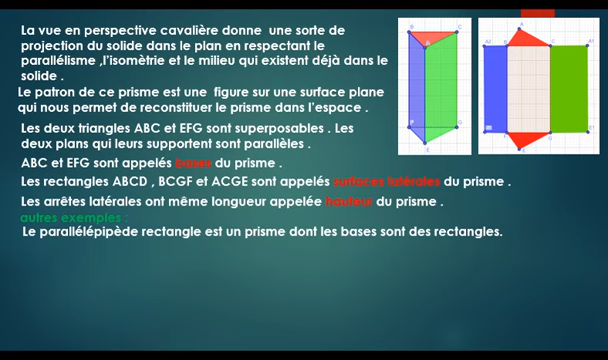 La vue en perspective cavalière donne une sorte de
projection du solide dans le plan en respectant le
parallélisme ,l'isomètrie et le milieu qui existent déjà dans le
solide .
Le patron de ce prisme est une figure sur une surface plane
qui nous permet de reconstituer le prisme dans l'espace .
Les deux triangles ABC et EFG sont superposables . Les
deux plans qui leurs supportent sont parallèles .
ABC et EFG sont appelés bases du prisme .
Les rectangles ABCD , BCGF et ACGE sont appelés surfaces latérales du prisme .
Les arrêtes latérales ont même longueur appelée hauteur du prisme .
autres exemples :
Le parallélépipède rectangle est un prisme dont les bases sont des rectangles.